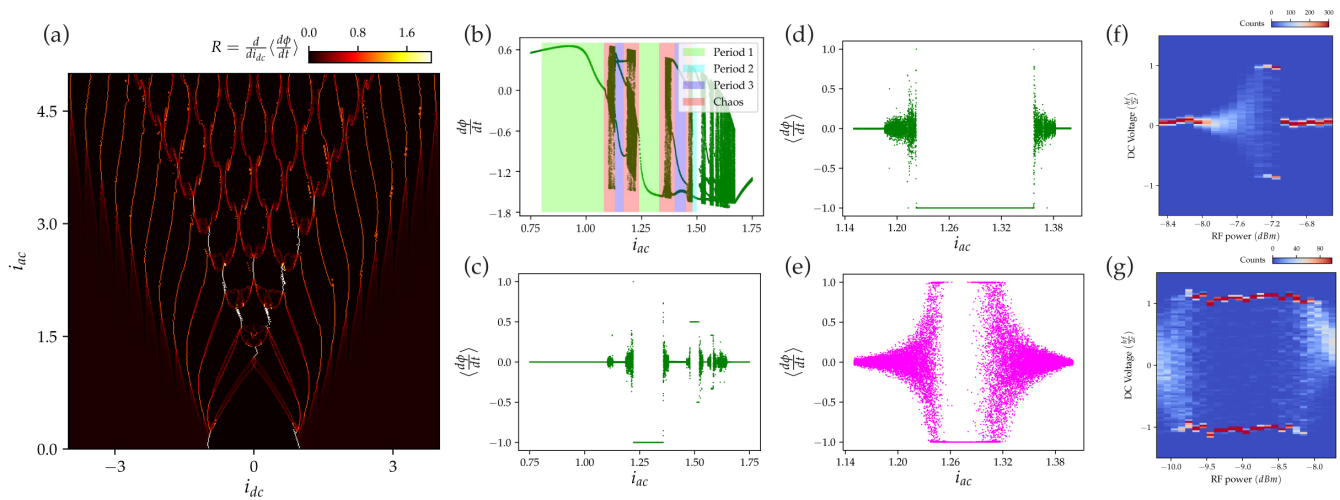 (a)
R = d/di_dc ⟨dϕ/dt⟩
0.0 0.8 1.6
4.5
3.0
1.5
0.0
i_ac
−3 0 3
i_dc
(b)
0.6
0.0
−0.6
−1.2
−1.8
dϕ/dt
Period 1
Period 2
Period 3
Chaos
0.75 1.00 1.25 1.50 1.75
i_ac
(c)
1.0
0.5
0.0
−0.5
−1.0
⟨dϕ/dt⟩
0.75 1.00 1.25 1.50 1.75
i_ac
(d)
1.0
0.5
0.0
−0.5
−1.0
⟨dϕ/dt⟩
1.14 1.20 1.26 1.32 1.38
i_ac
(e)
1.0
0.5
0.0
−0.5
−1.0
⟨dϕ/dt⟩
1.14 1.20 1.26 1.32 1.38
i_ac
(f)
Counts
0 100 200 300
1
0
−1
DC Voltage (hf/2e)
−8.4 −8.0 −7.6 −7.2 −6.8 −6.4
RF power (dBm)
(g)
Counts
0 40 80
1
0
−1
DC Voltage (hf/2e)
−10.0 −9.5 −9.0 −8.5 −8.0
RF power (dBm)